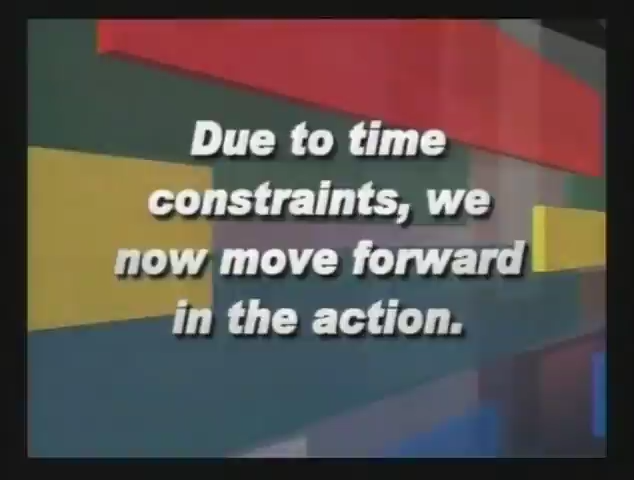 Due to time
constraints, we
now move forward
in the action.